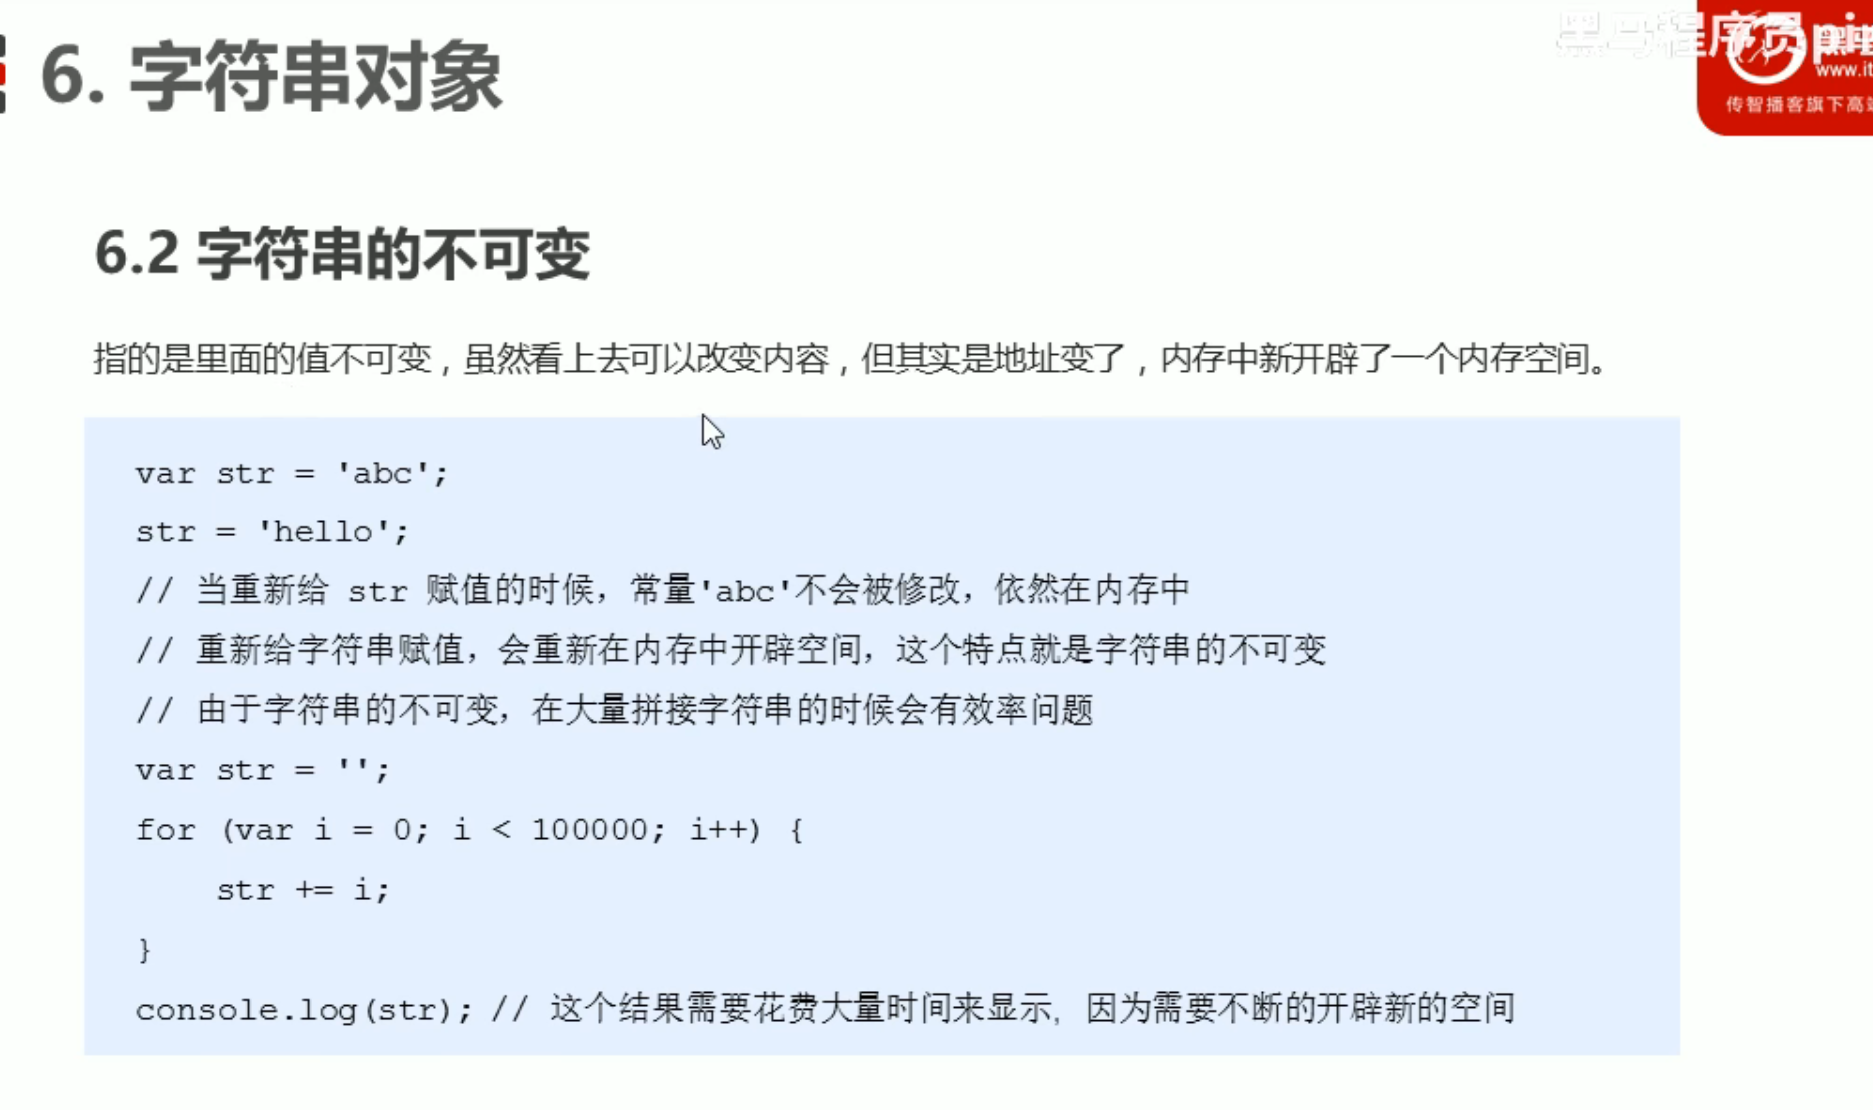 黑马程序员
www.it
传智播客旗下高
6. 字符串对象
6.2 字符串的不可变
指的是里面的值不可变，虽然看上去可以改变内容，但其实是地址变了，内存中新开辟了一个内存空间。
var str = 'abc';
str = 'hello';
// 当重新给 str 赋值的时候，常量'abc'不会被修改，依然在内存中
// 重新给字符串赋值，会重新在内存中开辟空间，这个特点就是字符串的不可变
// 由于字符串的不可变，在大量拼接字符串的时候会有效率问题
var str = '';
for (var i = 0; i < 100000; i++) {
    str += i;
}
console.log(str); // 这个结果需要花费大量时间来显示，因为需要不断的开辟新的空间